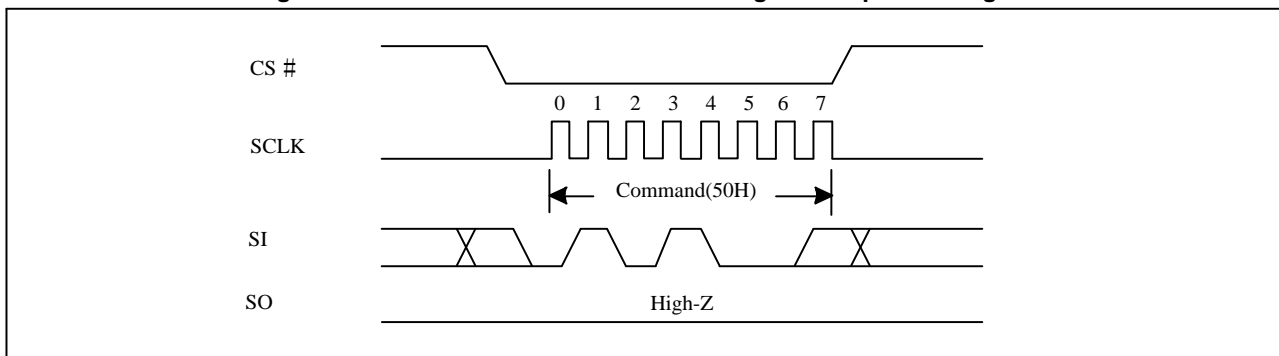 CS #
0 1 2 3 4 5 6 7
SCLK
Command(50H)
SI
SO
High-Z